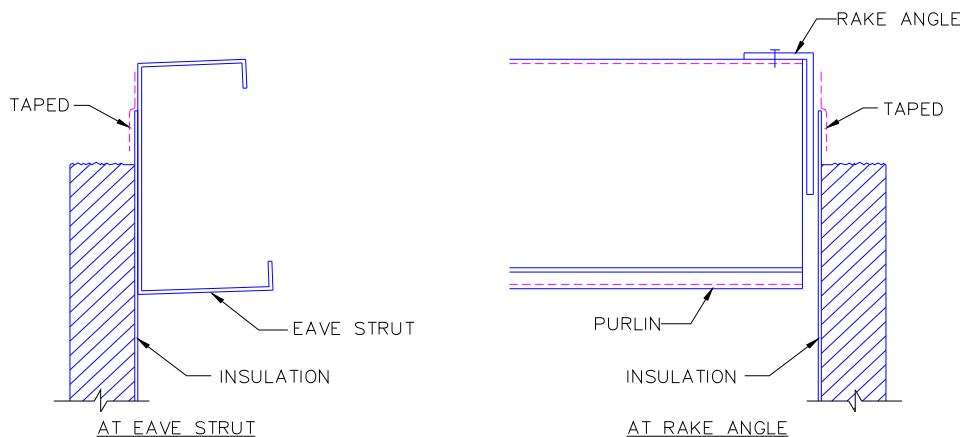 RAKE ANGLE
TAPED
TAPED
EAVE STRUT
PURLIN
INSULATION
INSULATION
AT EAVE STRUT
AT RAKE ANGLE